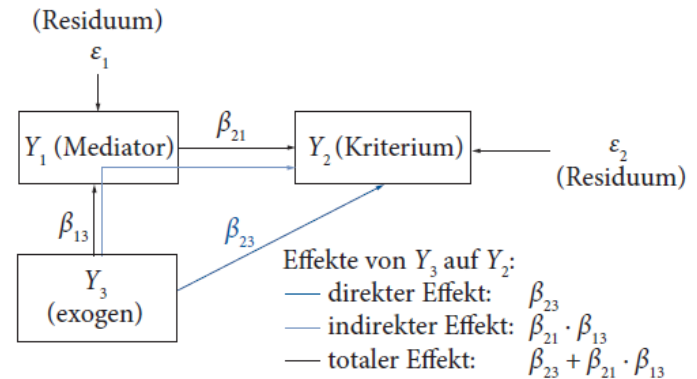 (Residuum)
ε₁
Y₁ (Mediator)
β₂₁
Y₂ (Kriterium)
ε₂
(Residuum)
β₁₃
β₂₃
Y₃
(exogen)
Effekte von Y₃ auf Y₂:
direkter Effekt: β₂₃
indirekter Effekt: β₂₁ · β₁₃
totaler Effekt: β₂₃ + β₂₁ · β₁₃